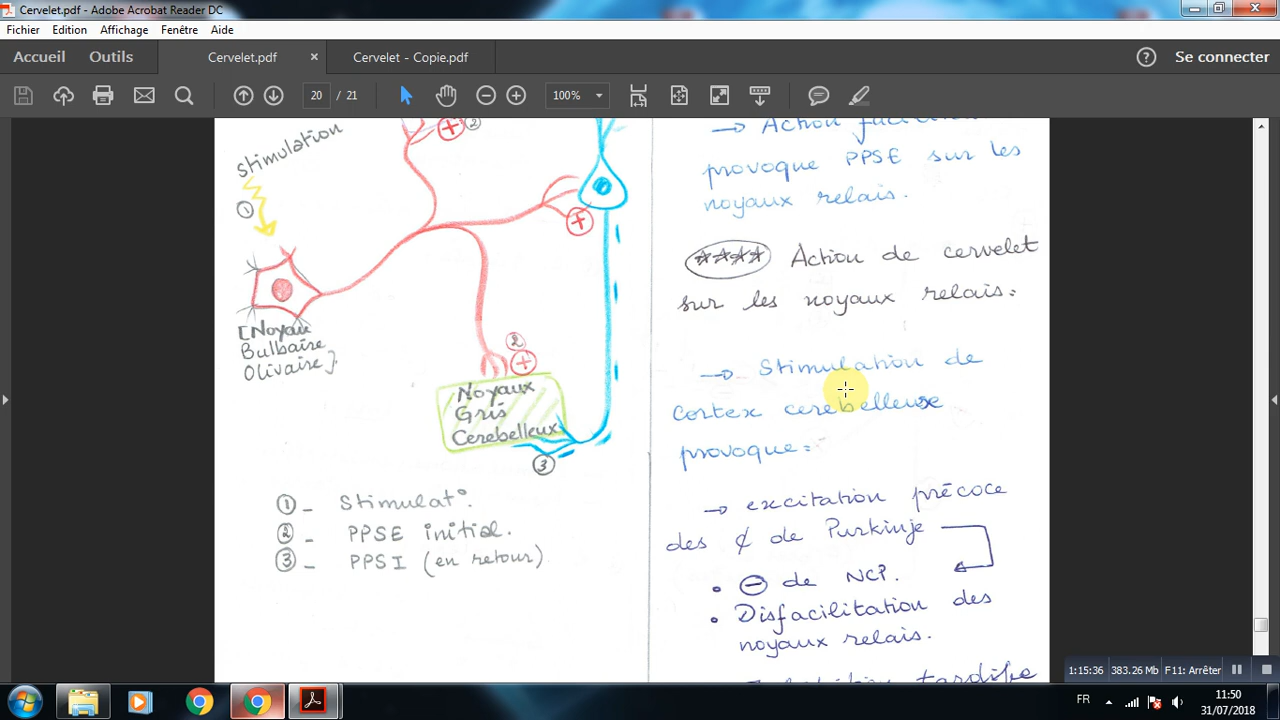 Cervelet.pdf - Adobe Acrobat Reader DC
Fichier Edition Affichage Fenêtre Aide
Accueil Outils Cervelet.pdf × Cervelet - Copie.pdf ? Se connecter
20 / 21 100%
stimulation
①
+ ②
+
[Noyau
Bulbaire
Olivaire].
② +
Noyaux
Gris
Cerebelleux
③
① - Stimulat°.
② - PPSE initial.
③ - PPSI (en retour)
→ Action
provoque PPSE sur les
noyaux relais.
**** Action de cervelet
sur les noyaux relais:
→ Stimulation de
Cortex cerebelleuse
provoque:
→ excitation précoce
des ¢ de Purkinje
• ⊖ de NCP.
• Disfacilitation des
noyaux relais.
tardive
1:15:36 383.26 Mb F11: Arrêter
FR 11:50
31/07/2018